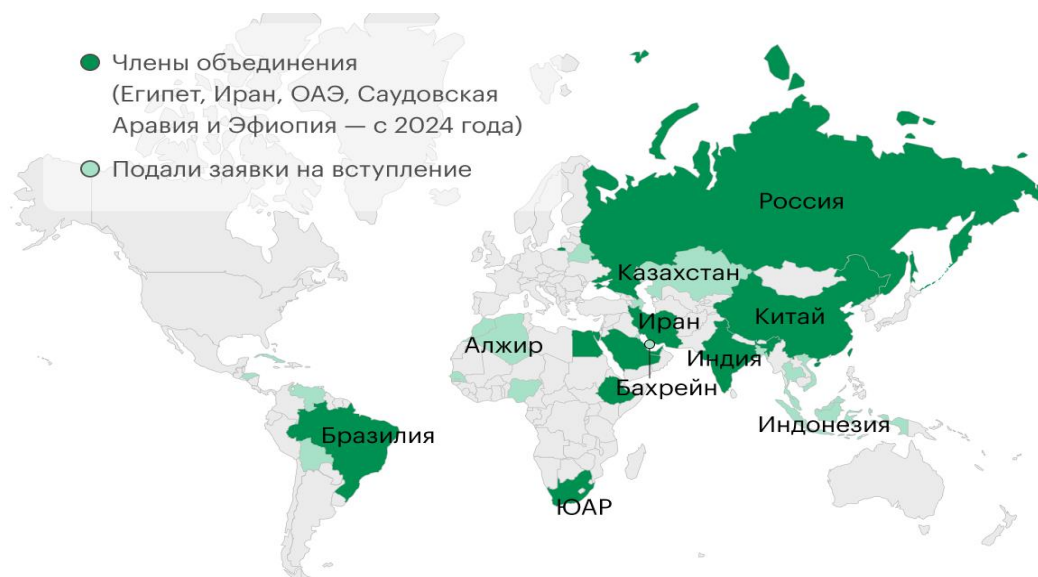 Члены объединения
(Египет, Иран, ОАЭ, Саудовская
Аравия и Эфиопия — с 2024 года)
Подали заявки на вступление
Россия
Казахстан
Иран
Китай
Алжир
Индия
Бахрейн
Индонезия
Бразилия
ЮАР